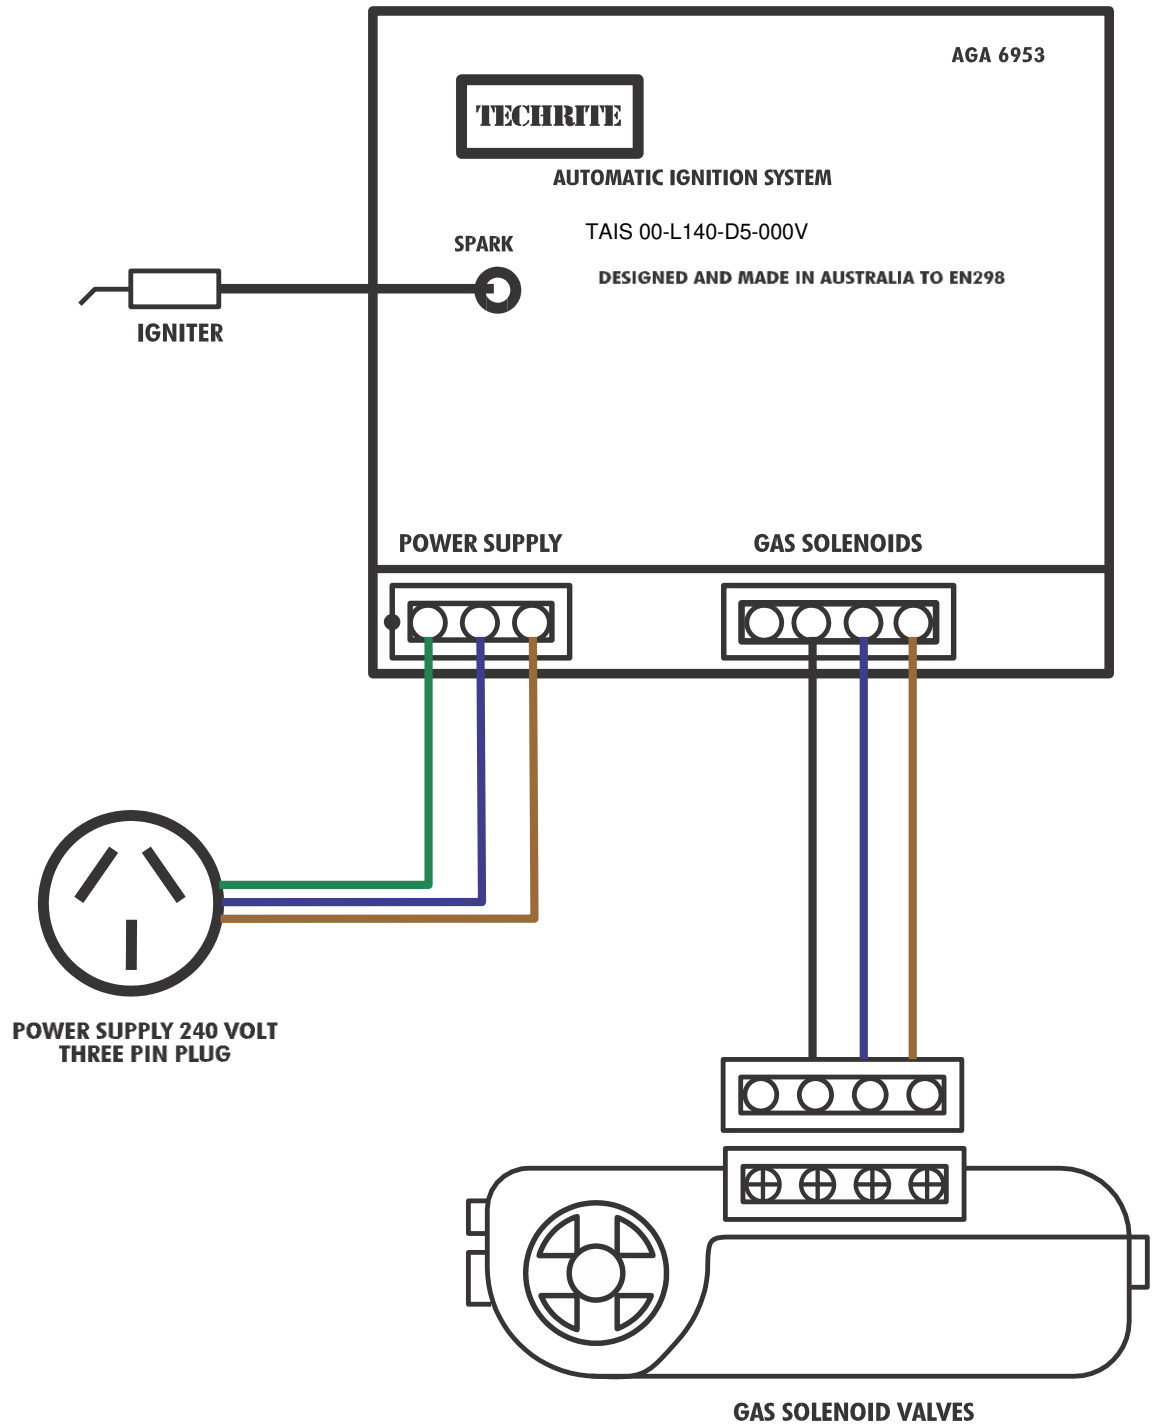 AGA 6953
TECHRITE
AUTOMATIC IGNITION SYSTEM
TAIS 00-L140-D5-000V
SPARK
DESIGNED AND MADE IN AUSTRALIA TO EN298
IGNITER
POWER SUPPLY
GAS SOLENOIDS
POWER SUPPLY 240 VOLT
THREE PIN PLUG
GAS SOLENOID VALVES